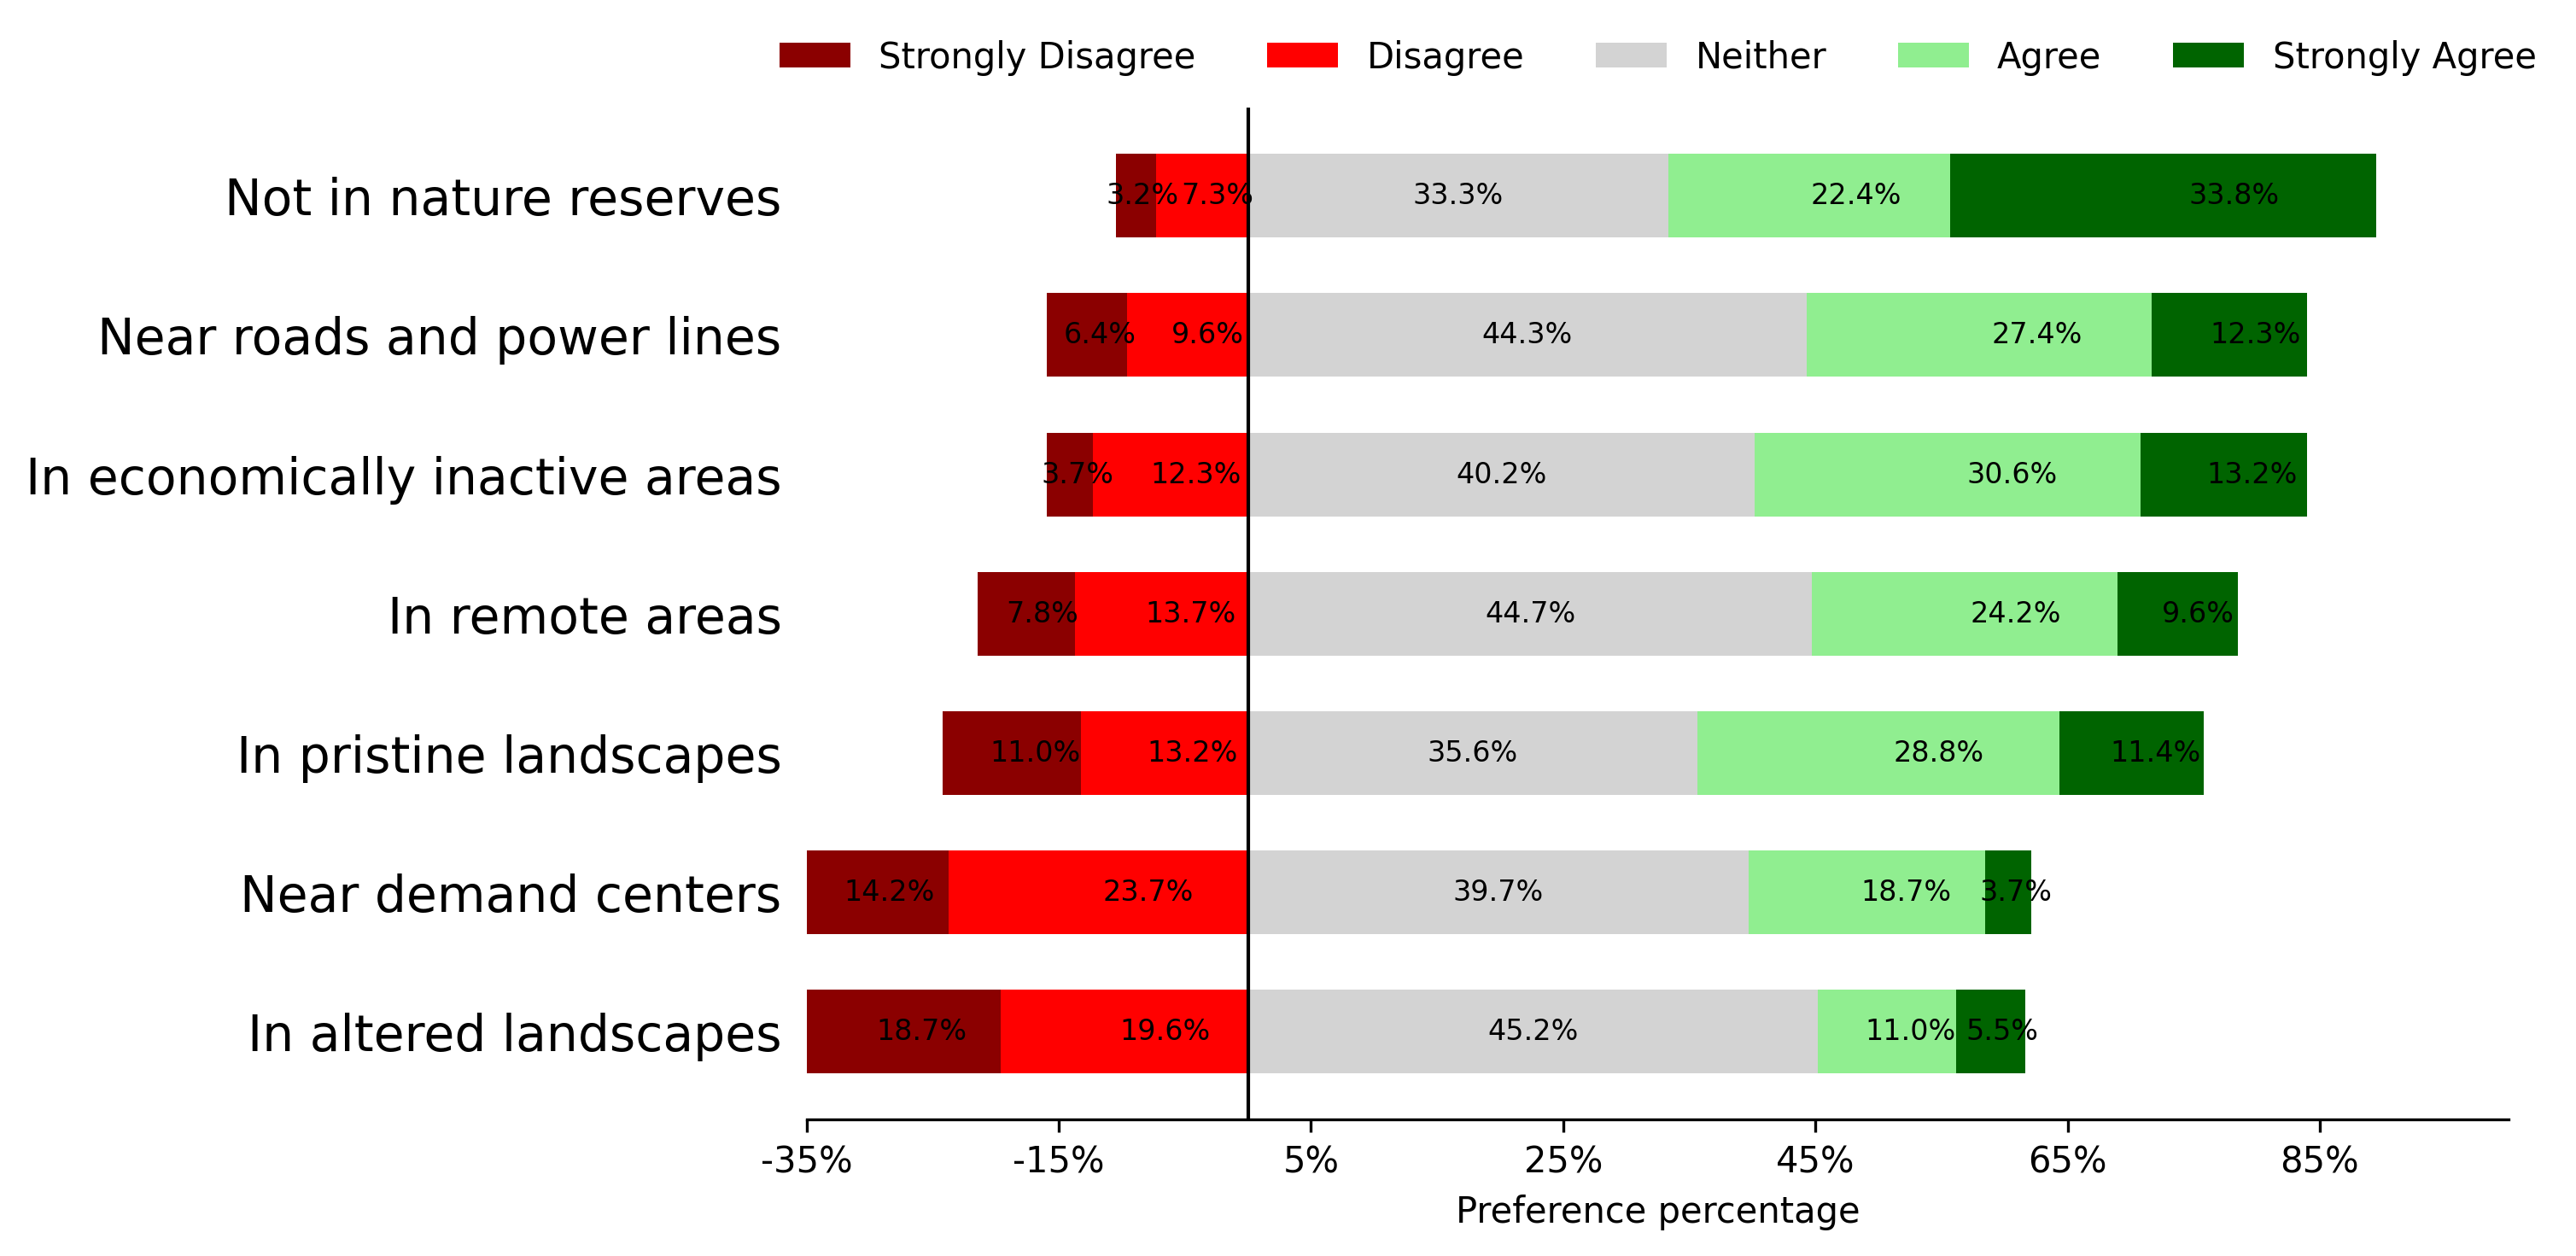 Strongly Disagree Disagree Neither Agree Strongly Agree
Not in nature reserves 3.2% 7.3% 33.3% 22.4% 33.8%
Near roads and power lines 6.4% 9.6% 44.3% 27.4% 12.3%
In economically inactive areas 3.7% 12.3% 40.2% 30.6% 13.2%
In remote areas 7.8% 13.7% 44.7% 24.2% 9.6%
In pristine landscapes 11.0% 13.2% 35.6% 28.8% 11.4%
Near demand centers 14.2% 23.7% 39.7% 18.7% 3.7%
In altered landscapes 18.7% 19.6% 45.2% 11.0% 5.5%
-35% -15% 5% 25% 45% 65% 85%
Preference percentage